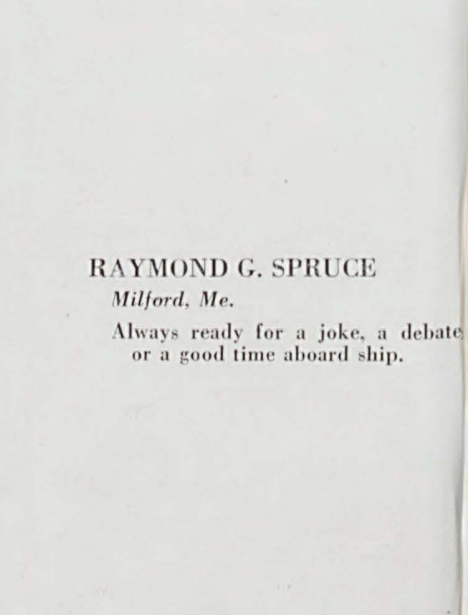 RAYMOND G. SPRUCE
Milford, Me.
Always ready for a joke, a debate
or a good time aboard ship.